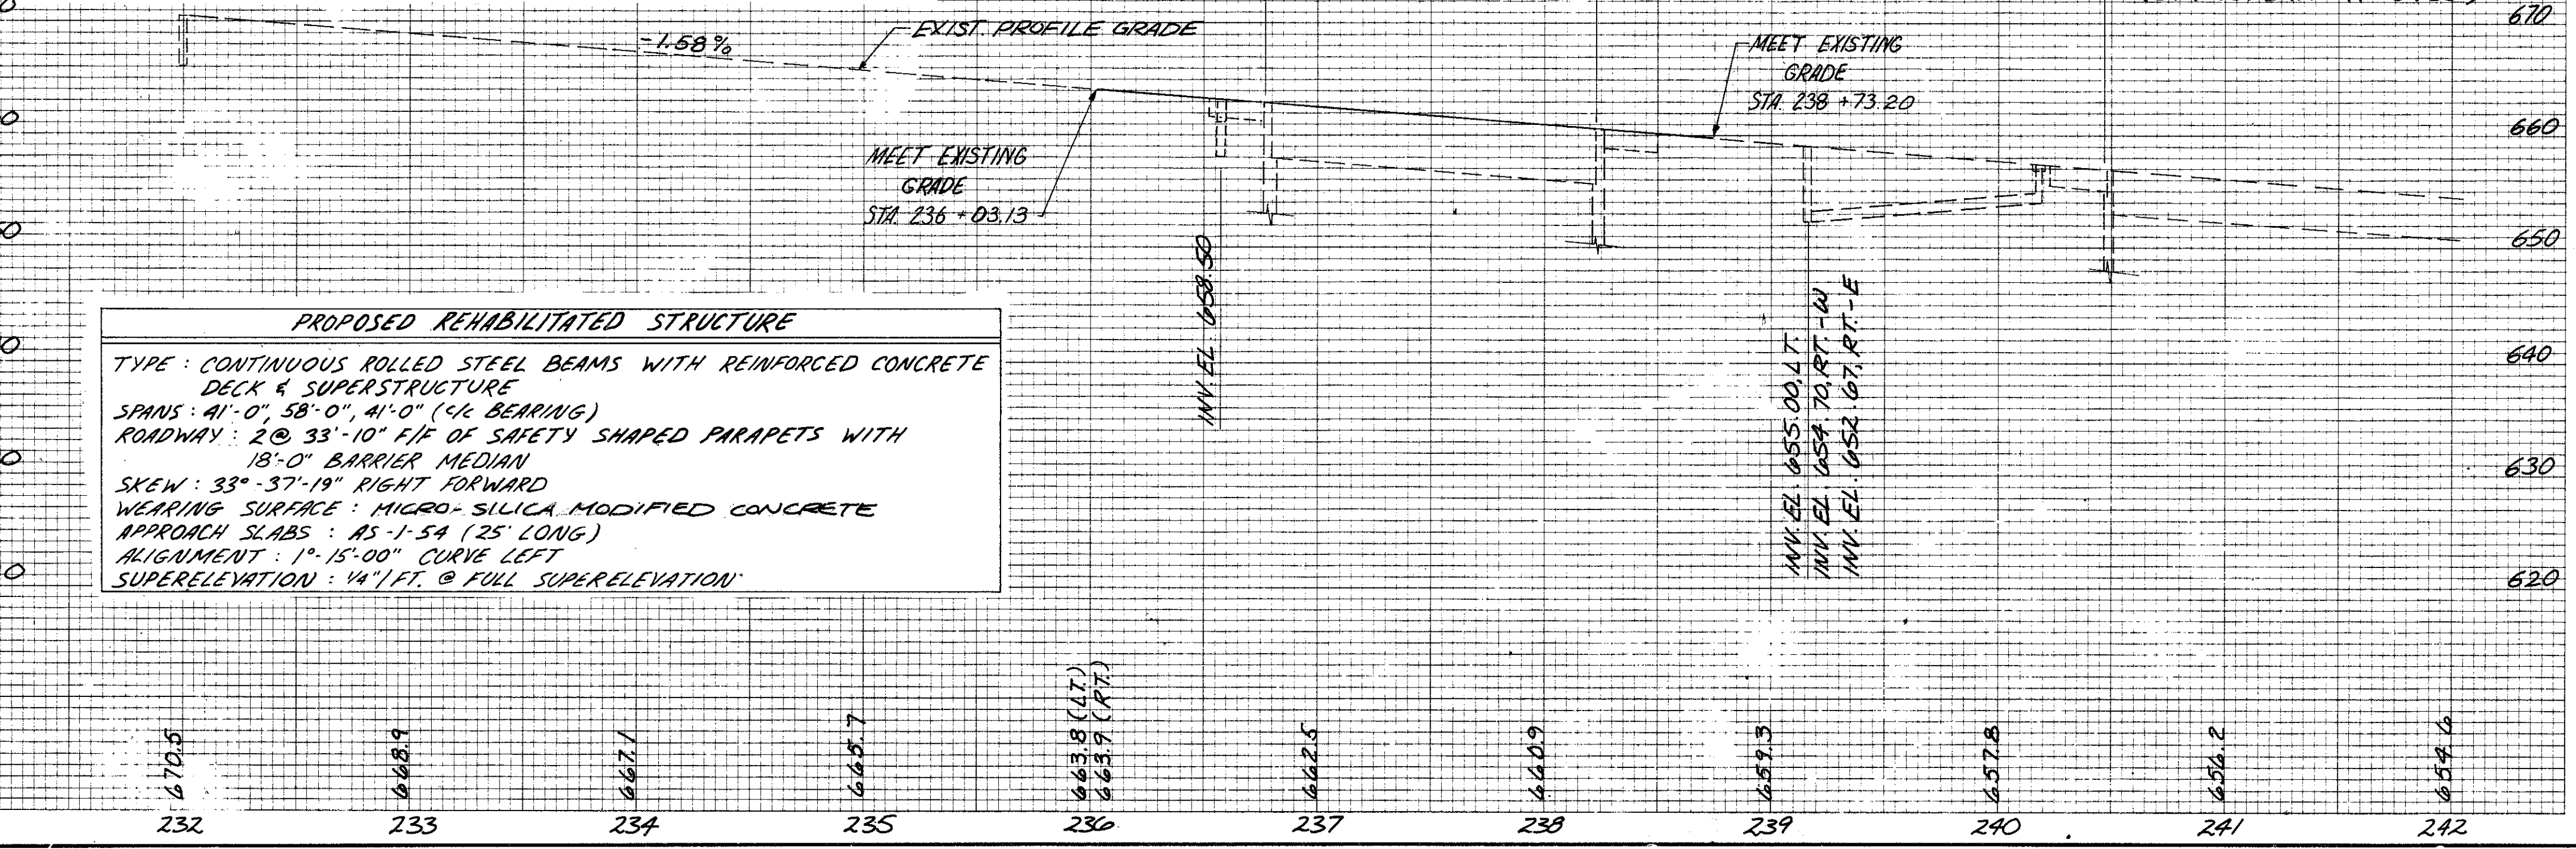 670
EXIST. PROFILE GRADE
-1.58%
MEET EXISTING
GRADE
STA. 238 + 73.20
660
MEET EXISTING
GRADE
STA. 236 + 03.13
650
INV. EL. 658.50
INV. EL. 655.00, LT.
INV. EL. 654.70, RT.-W
INV. EL. 652.67, RT.-E
PROPOSED REHABILITATED STRUCTURE
TYPE : CONTINUOUS ROLLED STEEL BEAMS WITH REINFORCED CONCRETE
DECK & SUPERSTRUCTURE
SPANS : 41'-0", 58'-0", 41'-0" (c/c BEARING)
ROADWAY : 2 @ 33'-10" F/F OF SAFETY SHAPED PARAPETS WITH
18'-0" BARRIER MEDIAN
SKEW : 33°-37'-19" RIGHT FORWARD
WEARING SURFACE : MICRO-SILICA MODIFIED CONCRETE
APPROACH SLABS : AS-1-54 (25' LONG)
ALIGNMENT : 1°-15'-00" CURVE LEFT
SUPERELEVATION : 1/4"/FT. @ FULL SUPERELEVATION
640
630
620
670.5
668.9
667.1
665.7
663.8 (LT.)
663.9 (RT.)
662.5
660.9
659.3
657.8
656.2
654.6
232 233 234 235 236 237 238 239 240 241 242